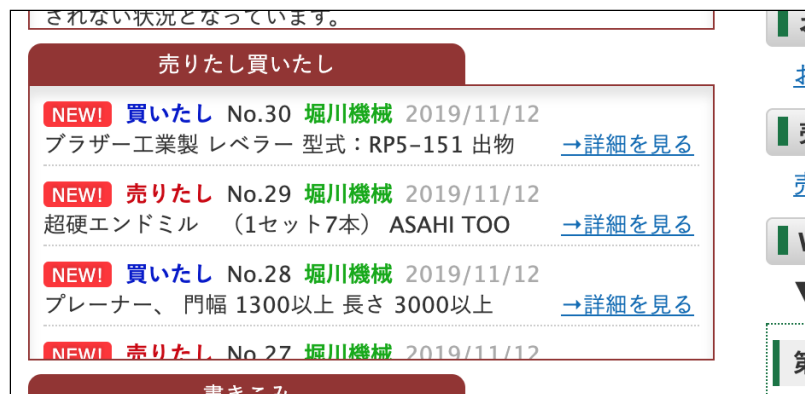 されない状況となっています。
売りたし買いたし
NEW! 買いたし No.30 堀川機械 2019/11/12
ブラザー工業製 レベラー 型式：RP5-151 出物 →詳細を見る
NEW! 売りたし No.29 堀川機械 2019/11/12
超硬エンドミル　（1セット7本） ASAHI TOO →詳細を見る
NEW! 買いたし No.28 堀川機械 2019/11/12
プレーナー、 門幅 1300以上 長さ 3000以上 →詳細を見る
NEW! 売りたし No.27 堀川機械 2019/11/12
書きこみ